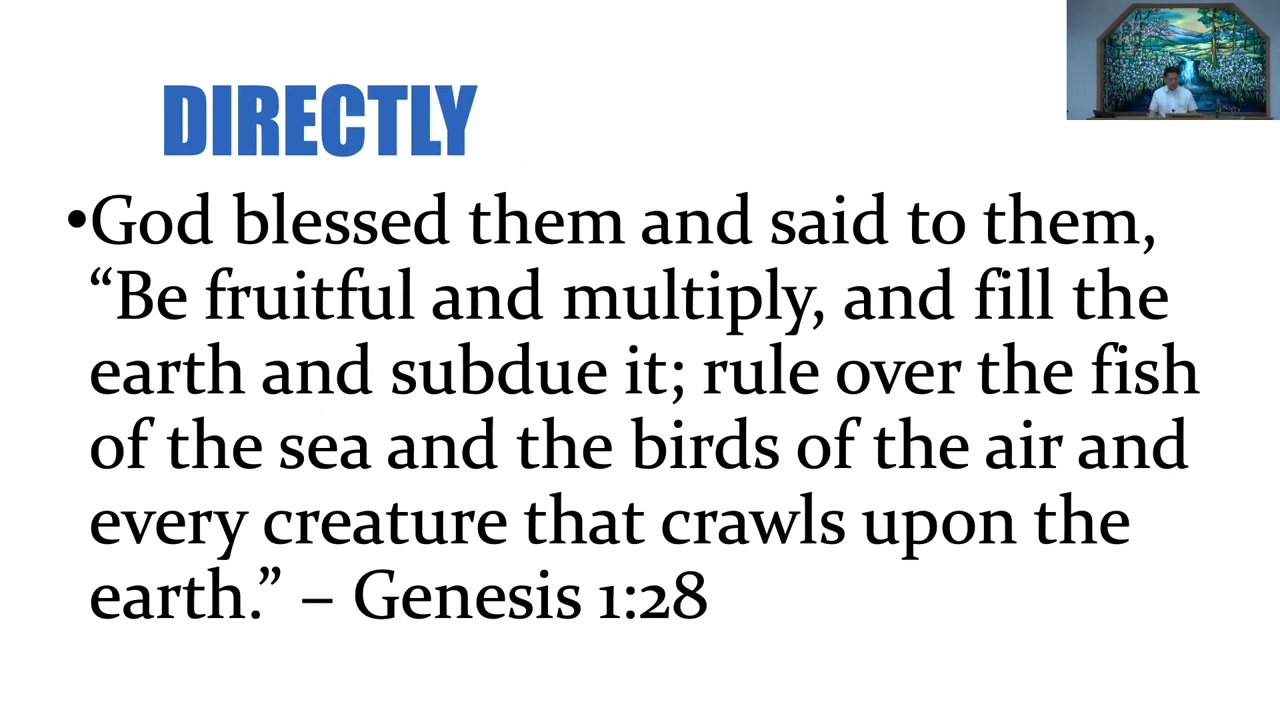 DIRECTLY
•God blessed them and said to them,
“Be fruitful and multiply, and fill the
earth and subdue it; rule over the fish
of the sea and the birds of the air and
every creature that crawls upon the
earth.” – Genesis 1:28